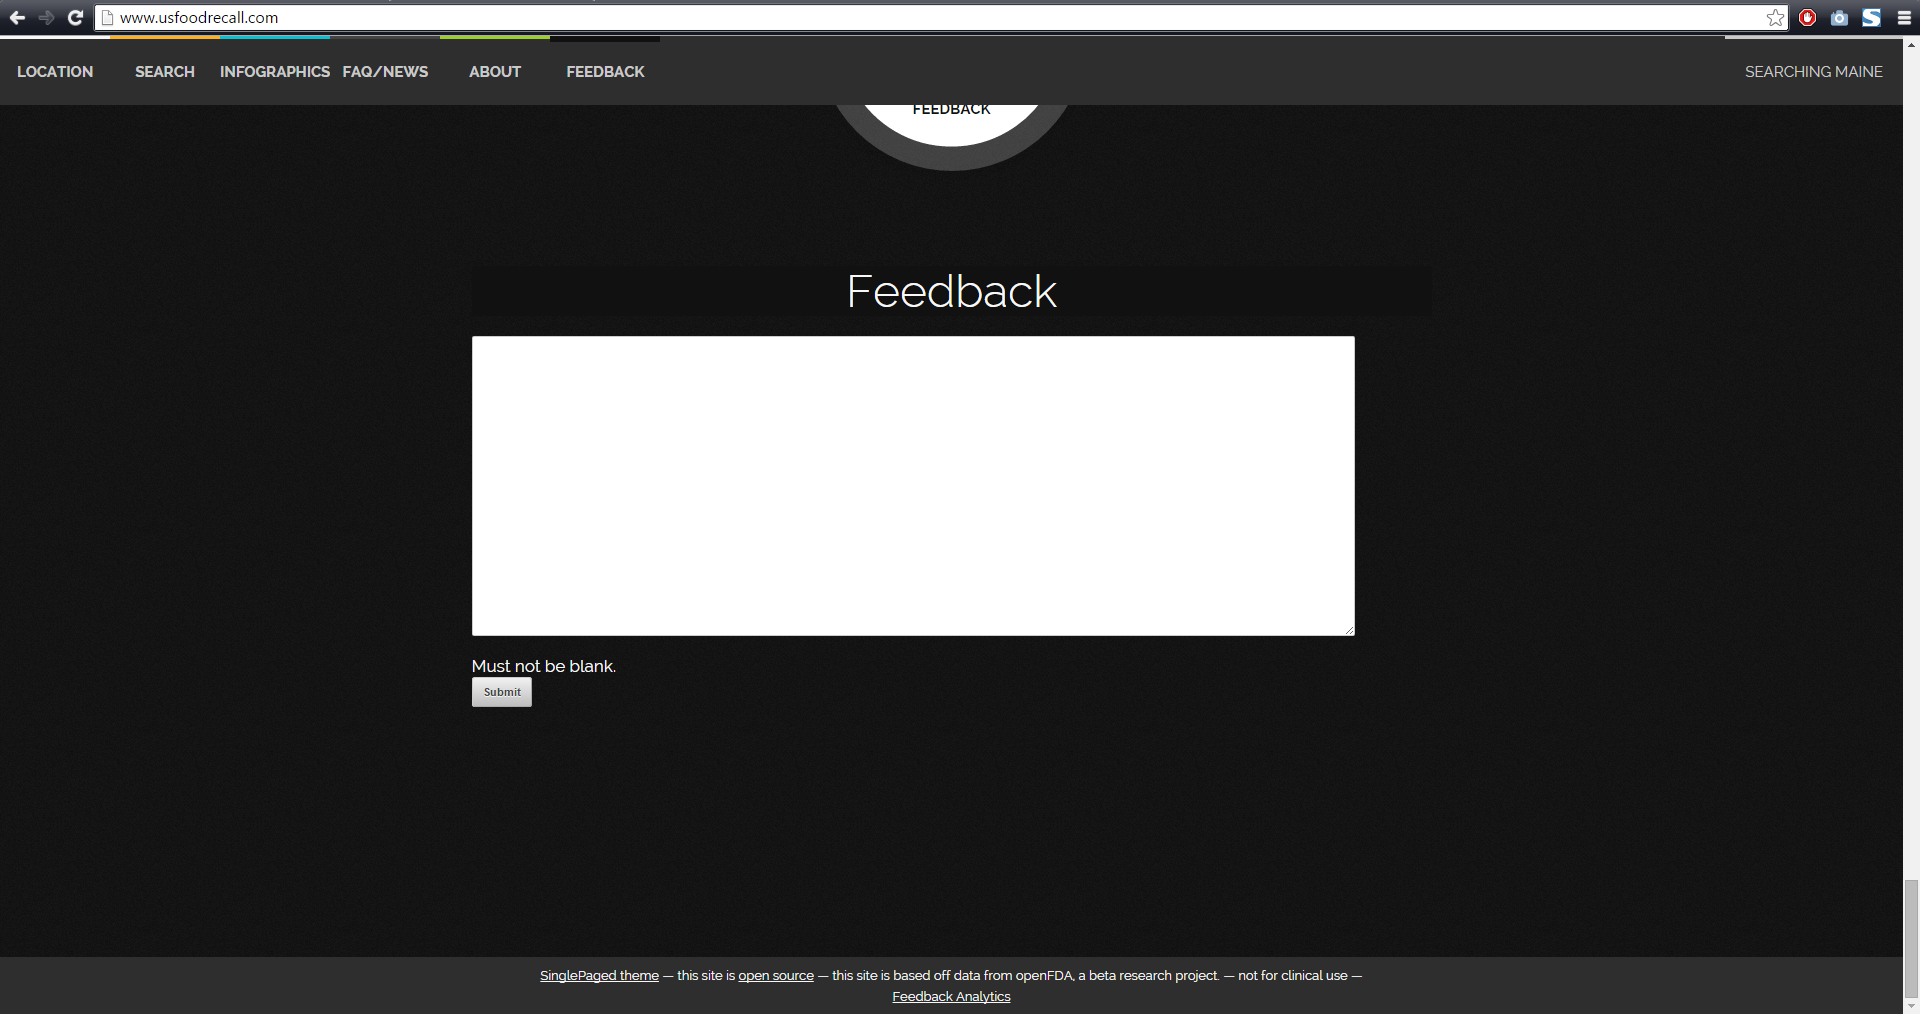 www.usfoodrecall.com
LOCATION SEARCH INFOGRAPHICS FAQ/NEWS ABOUT FEEDBACK SEARCHING MAINE
FEEDBACK
Feedback
Must not be blank.
Submit
SinglePaged theme — this site is open source — this site is based off data from openFDA, a beta research project. — not for clinical use —
Feedback Analytics